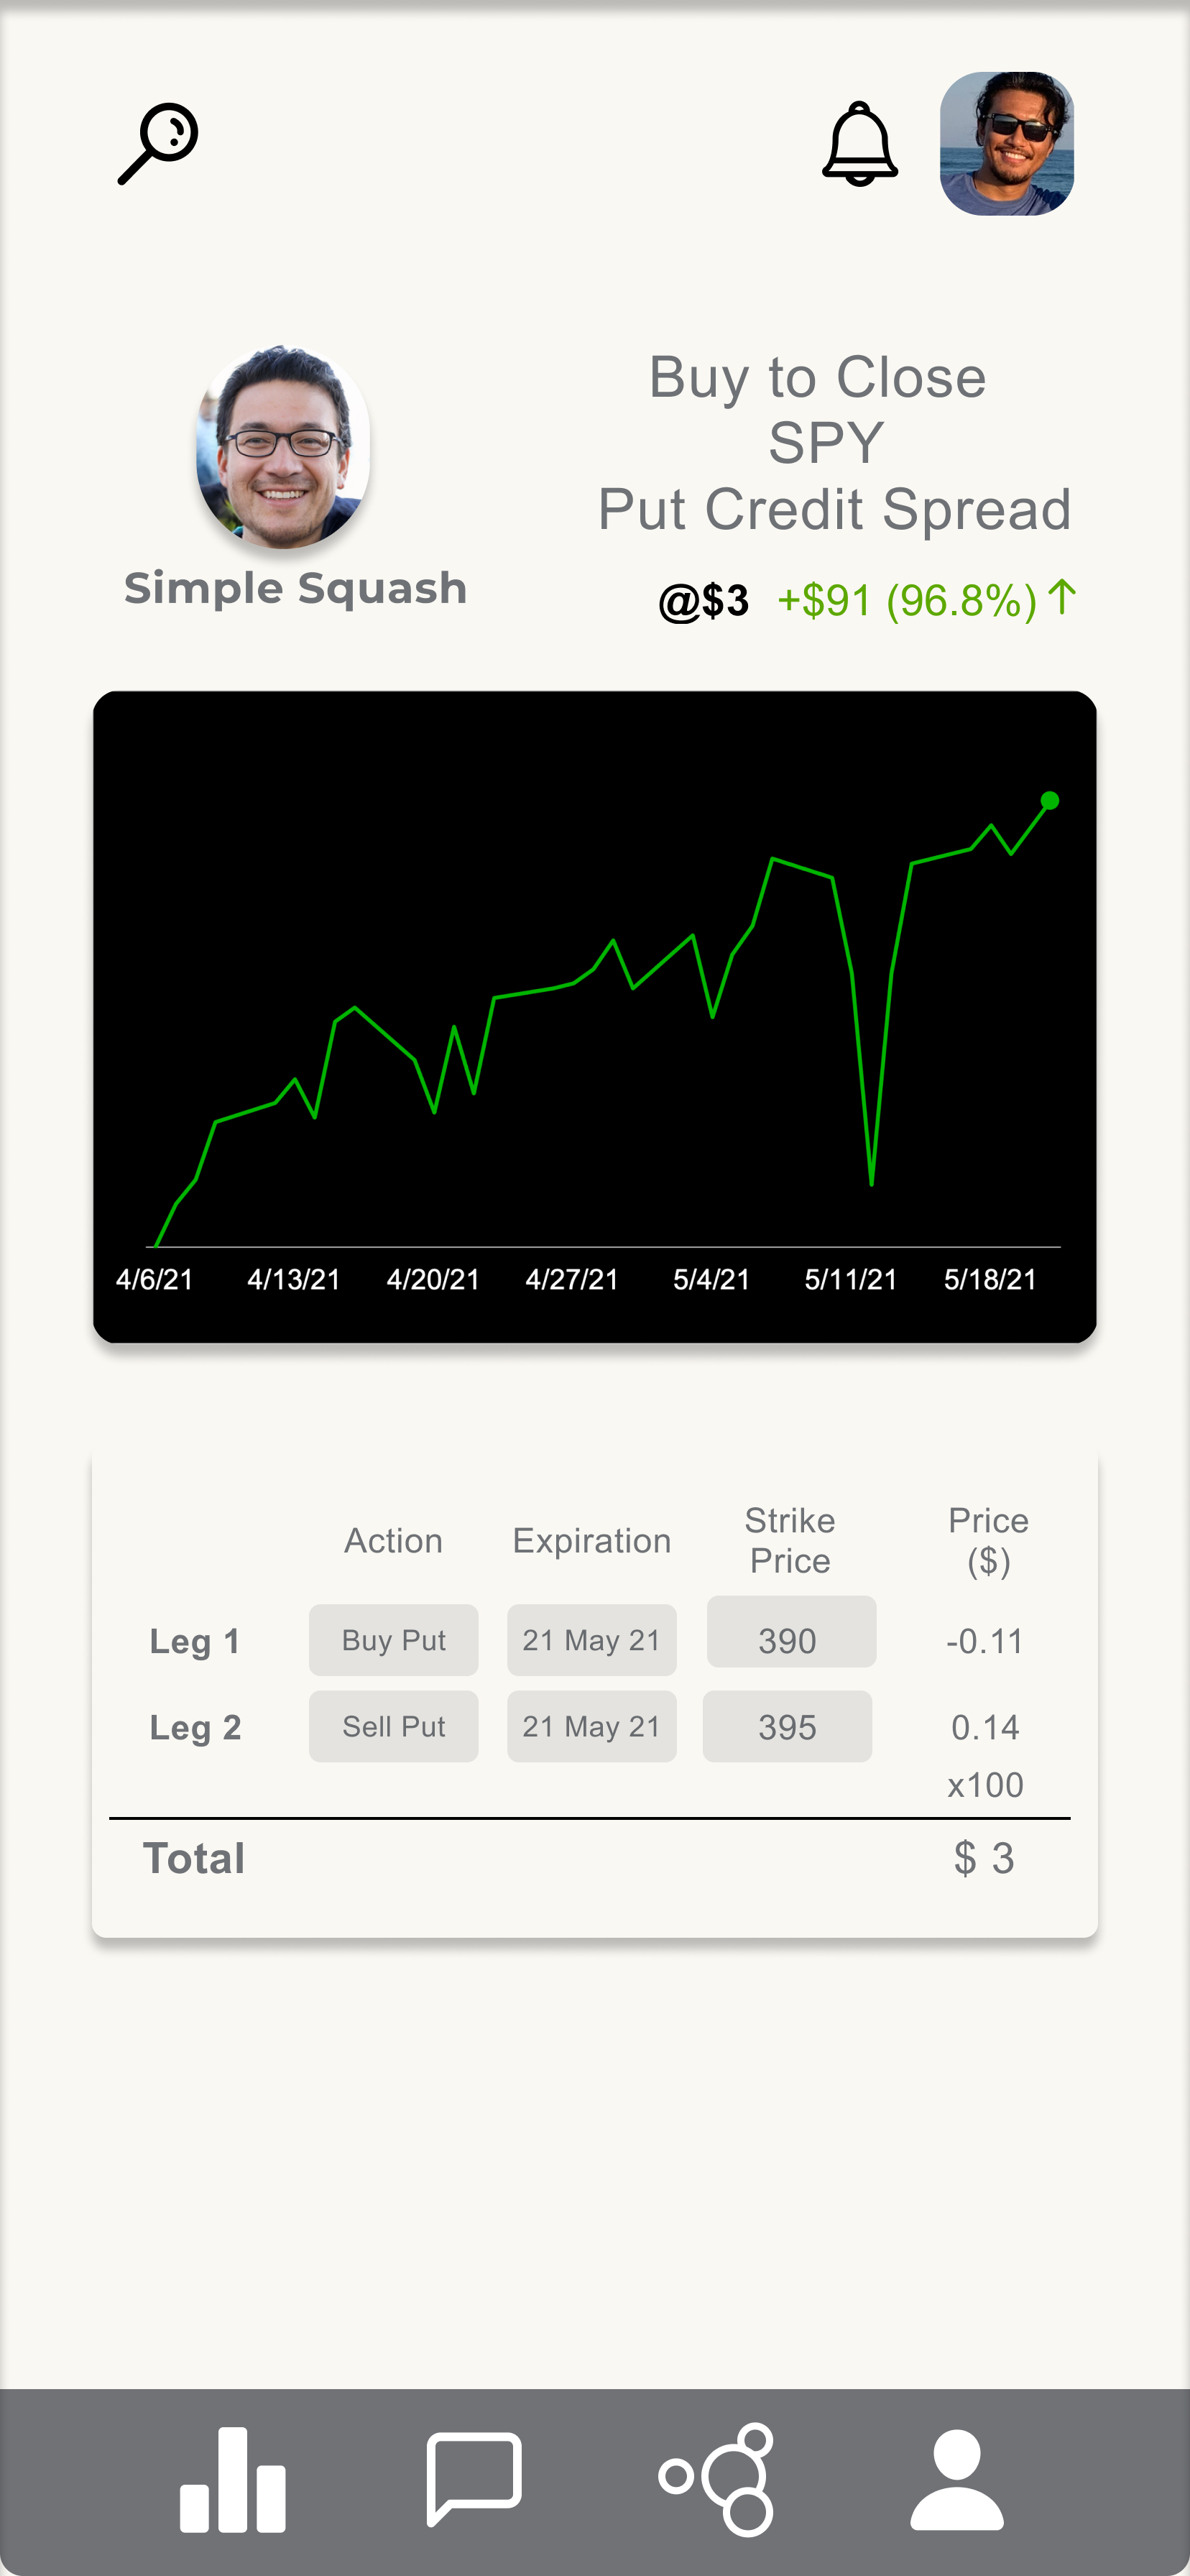 Buy to Close
SPY
Put Credit Spread
Simple Squash
@$3 +$91 (96.8%)↑
4/6/21 4/13/21 4/20/21 4/27/21 5/4/21 5/11/21 5/18/21
Action Expiration Strike Price Price ($)
Leg 1 Buy Put 21 May 21 390 -0.11
Leg 2 Sell Put 21 May 21 395 0.14
x100
Total $ 3